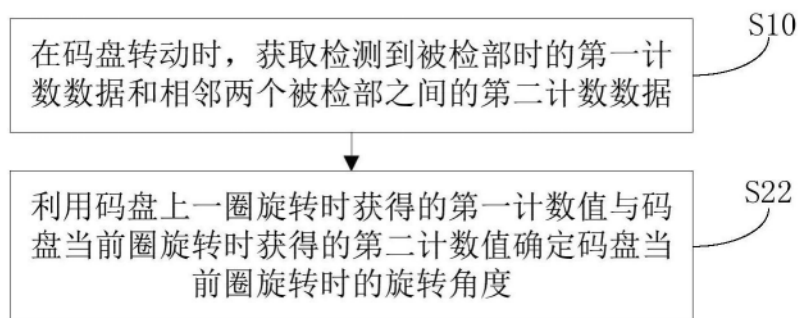 S10
在码盘转动时，获取检测到被检部时的第一计
数数据和相邻两个被检部之间的第二计数数据
S22
利用码盘上一圈旋转时获得的第一计数值与码
盘当前圈旋转时获得的第二计数值确定码盘当
前圈旋转时的旋转角度